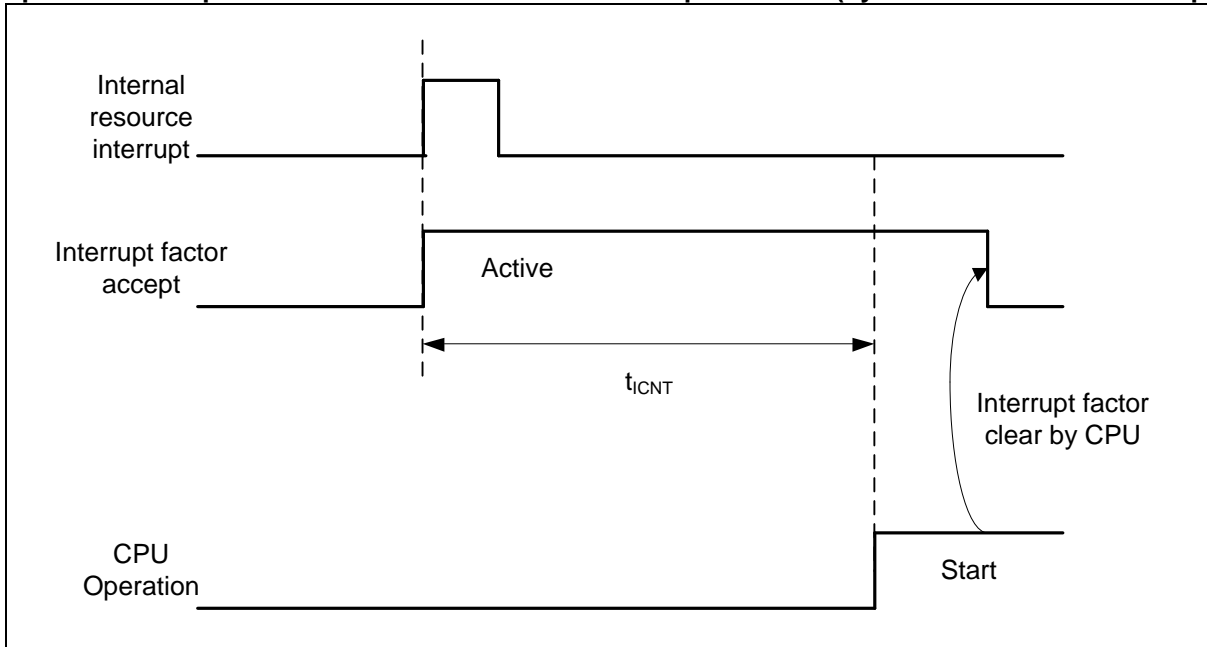 Internal
resource
interrupt
Interrupt factor
accept
Active
tICNT
Interrupt factor
clear by CPU
CPU
Operation
Start